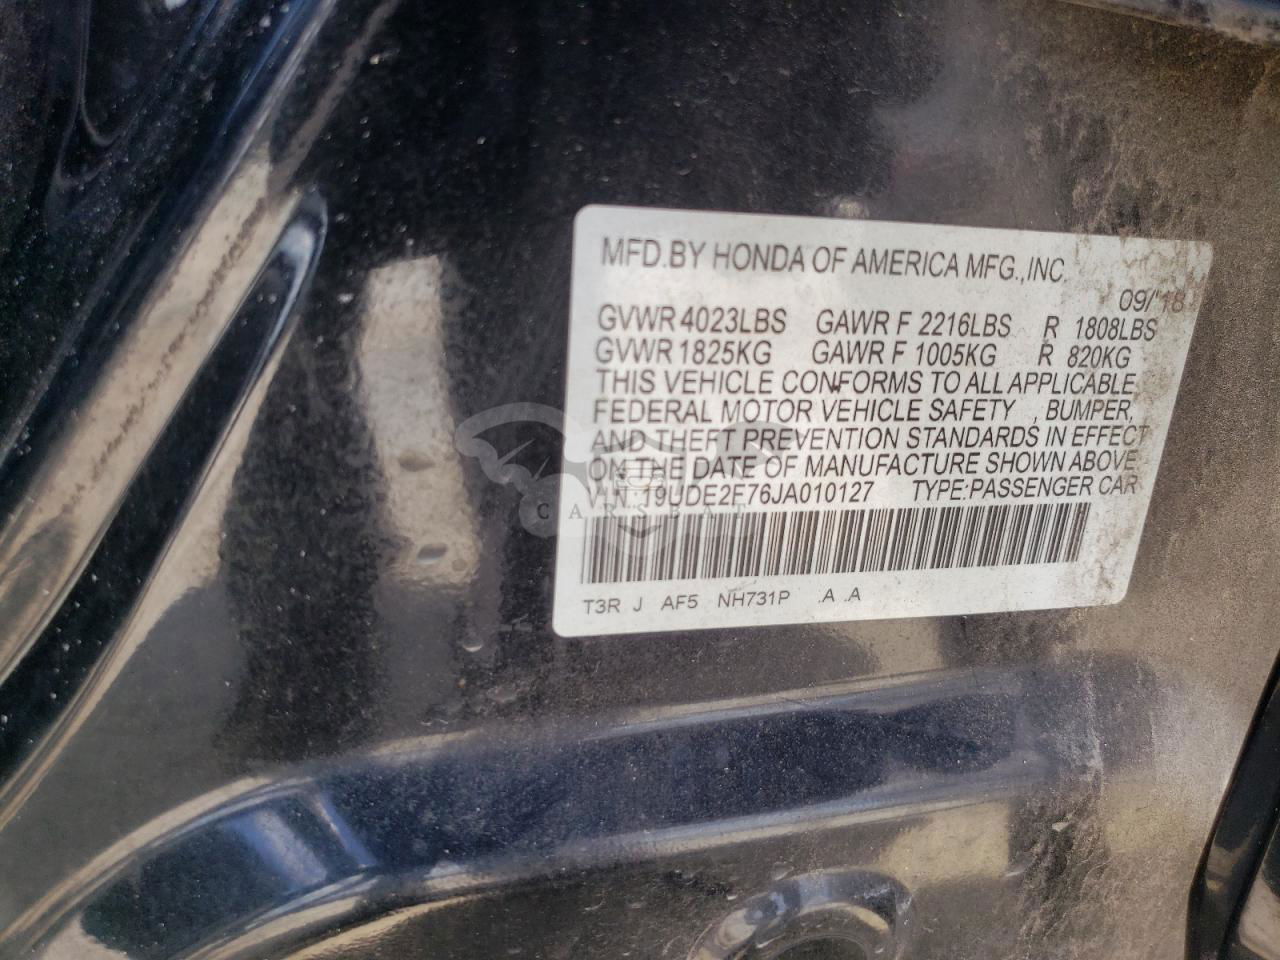 MFD.BY HONDA OF AMERICA MFG.,INC.
09/'18
GVWR 4023LBS GAWR F 2216LBS R 1808LBS
GVWR 1825KG GAWR F 1005KG R 820KG
THIS VEHICLE CONFORMS TO ALL APPLICABLE
FEDERAL MOTOR VEHICLE SAFETY , BUMPER,
AND THEFT PREVENTION STANDARDS IN EFFECT
ON THE DATE OF MANUFACTURE SHOWN ABOVE.
V.I.N.:19UDE2F76JA010127 TYPE:PASSENGER CAR
CARSBAT
T3R J AF5 NH731P .A .A